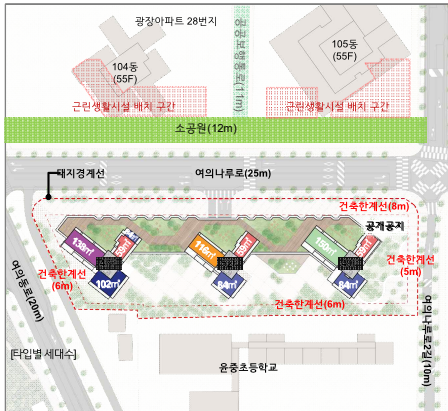 광장아파트 28번지
104동
(55F)
공공보행통로(11m)
105동
(55F)
근린생활시설 배치 구간
근린생활시설 배치 구간
소공원(12m)
대지경계선
여의나루로(25m)
건축한계선(8m)
공개공지
138㎡
116㎡
150㎡
건축한계선
(6m)
102㎡
84㎡
84㎡
건축한계선
(5m)
건축한계선(6m)
여의동로(20m)
여의나루2길(10m)
[타입별 세대수]
윤중초등학교